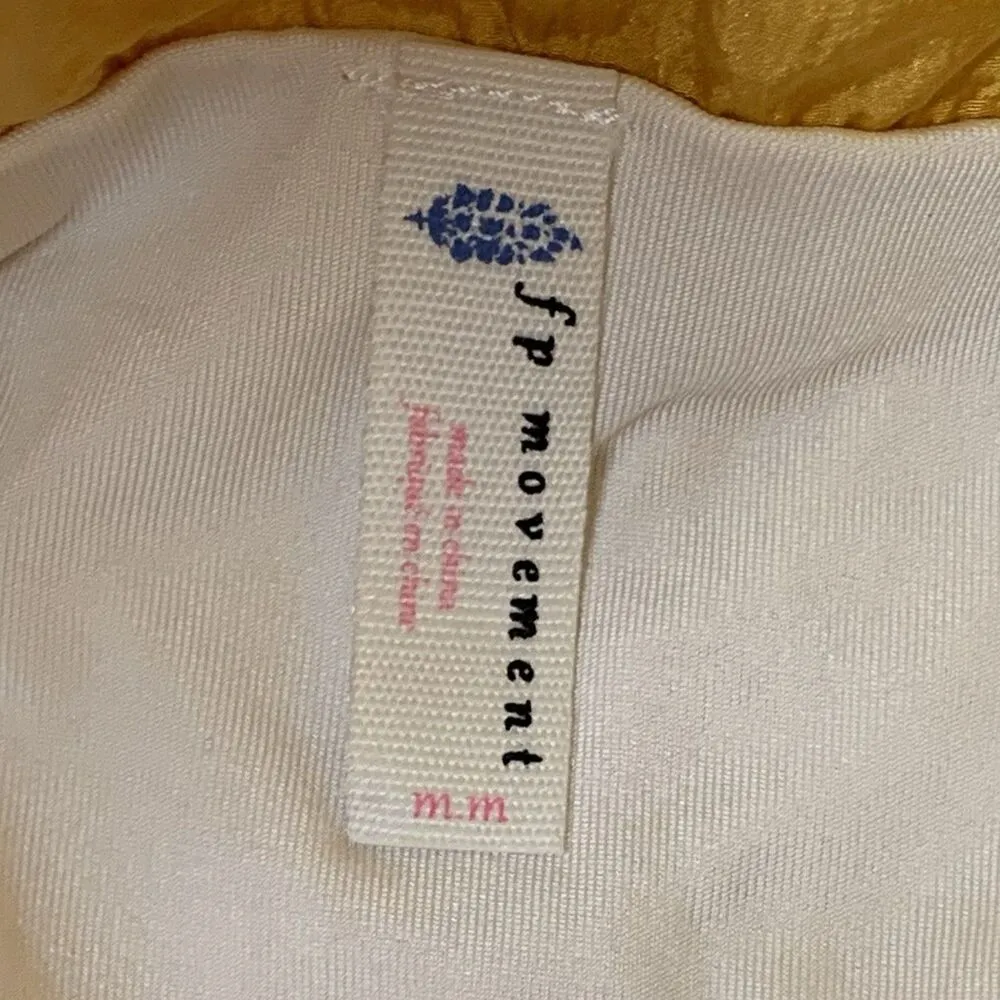 fp movement
made in china
fabriqué en chine
m.m